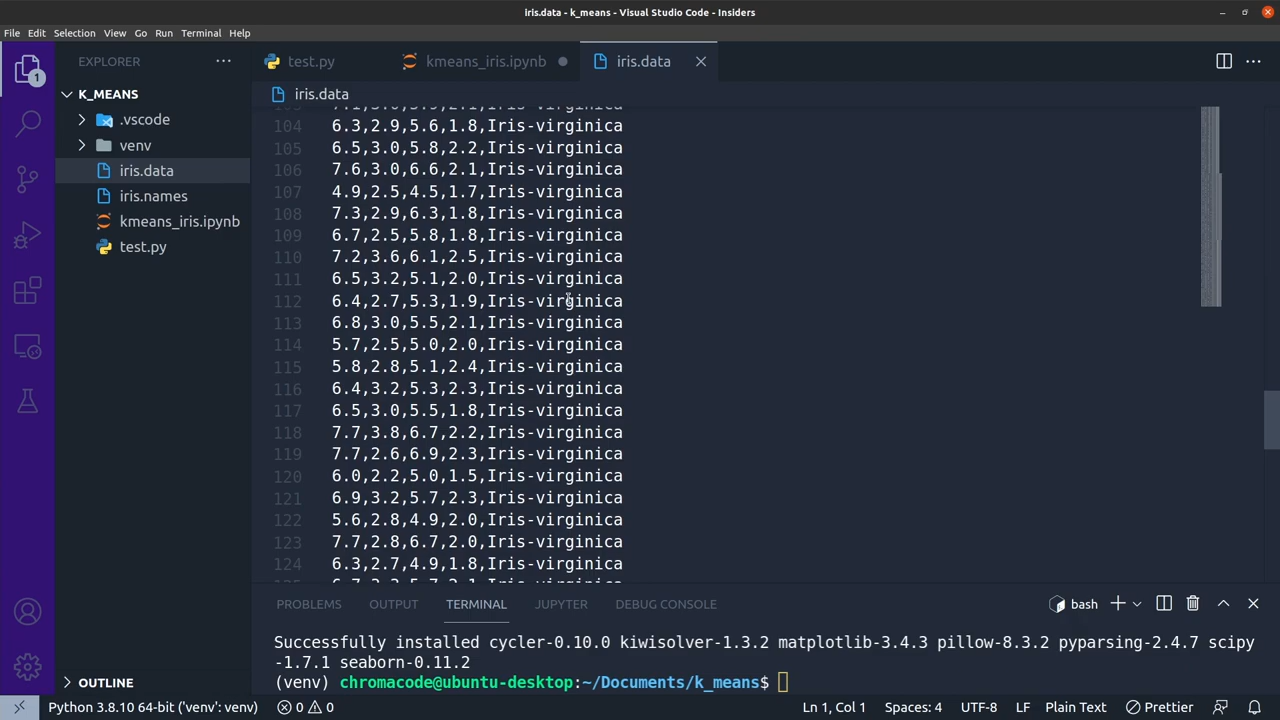 iris.data - k_means - Visual Studio Code - Insiders
File Edit Selection View Go Run Terminal Help
EXPLORER
test.py
kmeans_iris.ipynb
iris.data
K_MEANS
iris.data
.vscode
venv
iris.data
iris.names
kmeans_iris.ipynb
test.py
1
104 6.3,2.9,5.6,1.8,Iris-virginica
105 6.5,3.0,5.8,2.2,Iris-virginica
106 7.6,3.0,6.6,2.1,Iris-virginica
107 4.9,2.5,4.5,1.7,Iris-virginica
108 7.3,2.9,6.3,1.8,Iris-virginica
109 6.7,2.5,5.8,1.8,Iris-virginica
110 7.2,3.6,6.1,2.5,Iris-virginica
111 6.5,3.2,5.1,2.0,Iris-virginica
112 6.4,2.7,5.3,1.9,Iris-virginica
113 6.8,3.0,5.5,2.1,Iris-virginica
114 5.7,2.5,5.0,2.0,Iris-virginica
115 5.8,2.8,5.1,2.4,Iris-virginica
116 6.4,3.2,5.3,2.3,Iris-virginica
117 6.5,3.0,5.5,1.8,Iris-virginica
118 7.7,3.8,6.7,2.2,Iris-virginica
119 7.7,2.6,6.9,2.3,Iris-virginica
120 6.0,2.2,5.0,1.5,Iris-virginica
121 6.9,3.2,5.7,2.3,Iris-virginica
122 5.6,2.8,4.9,2.0,Iris-virginica
123 7.7,2.8,6.7,2.0,Iris-virginica
124 6.3,2.7,4.9,1.8,Iris-virginica
PROBLEMS OUTPUT TERMINAL JUPYTER DEBUG CONSOLE
bash
Successfully installed cycler-0.10.0 kiwisolver-1.3.2 matplotlib-3.4.3 pillow-8.3.2 pyparsing-2.4.7 scipy
-1.7.1 seaborn-0.11.2
(venv) chromacode@ubuntu-desktop:~/Documents/k_means$
OUTLINE
Python 3.8.10 64-bit ('venv': venv) 0 0 Ln 1, Col 1 Spaces: 4 UTF-8 LF Plain Text Prettier